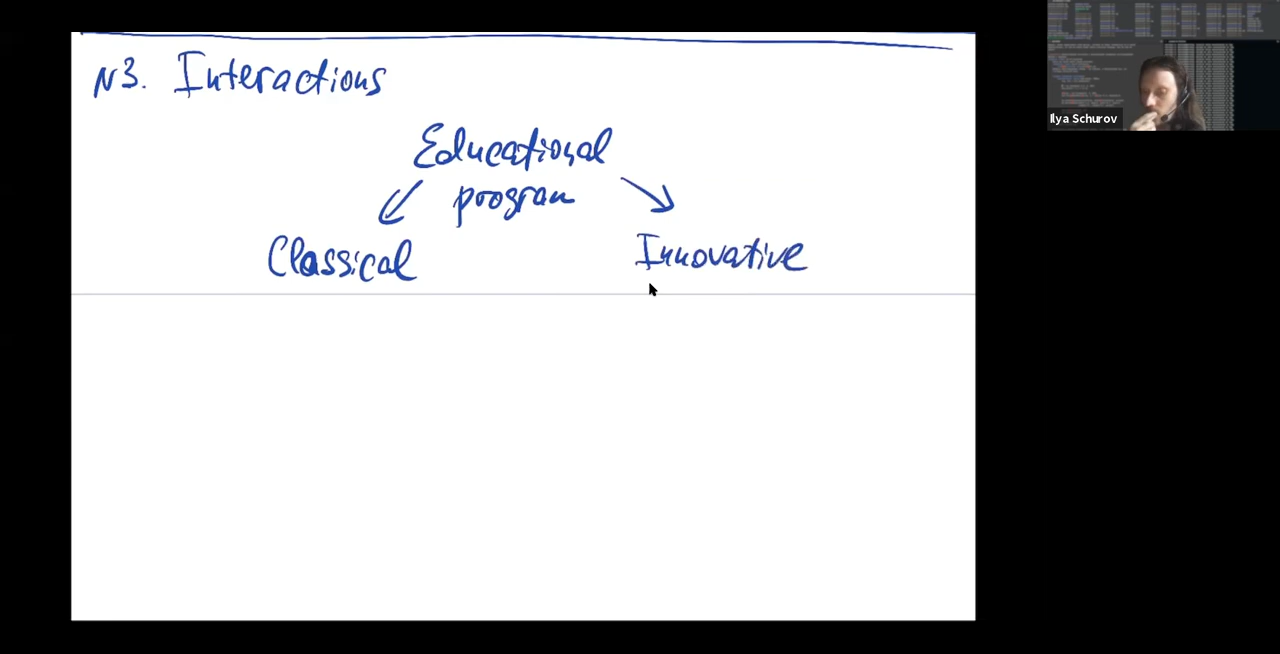 N3. Interactions
Educational
program
Classical
Innovative
Ilya Schurov